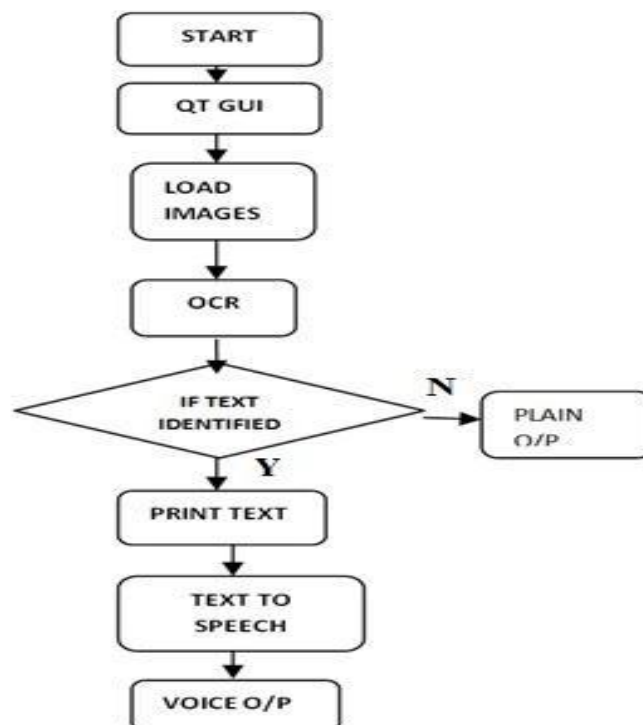 START
QT GUI
LOAD
IMAGES
OCR
IF TEXT
IDENTIFIED
N
PLAIN
O/P
Y
PRINT TEXT
TEXT TO
SPEECH
VOICE O/P